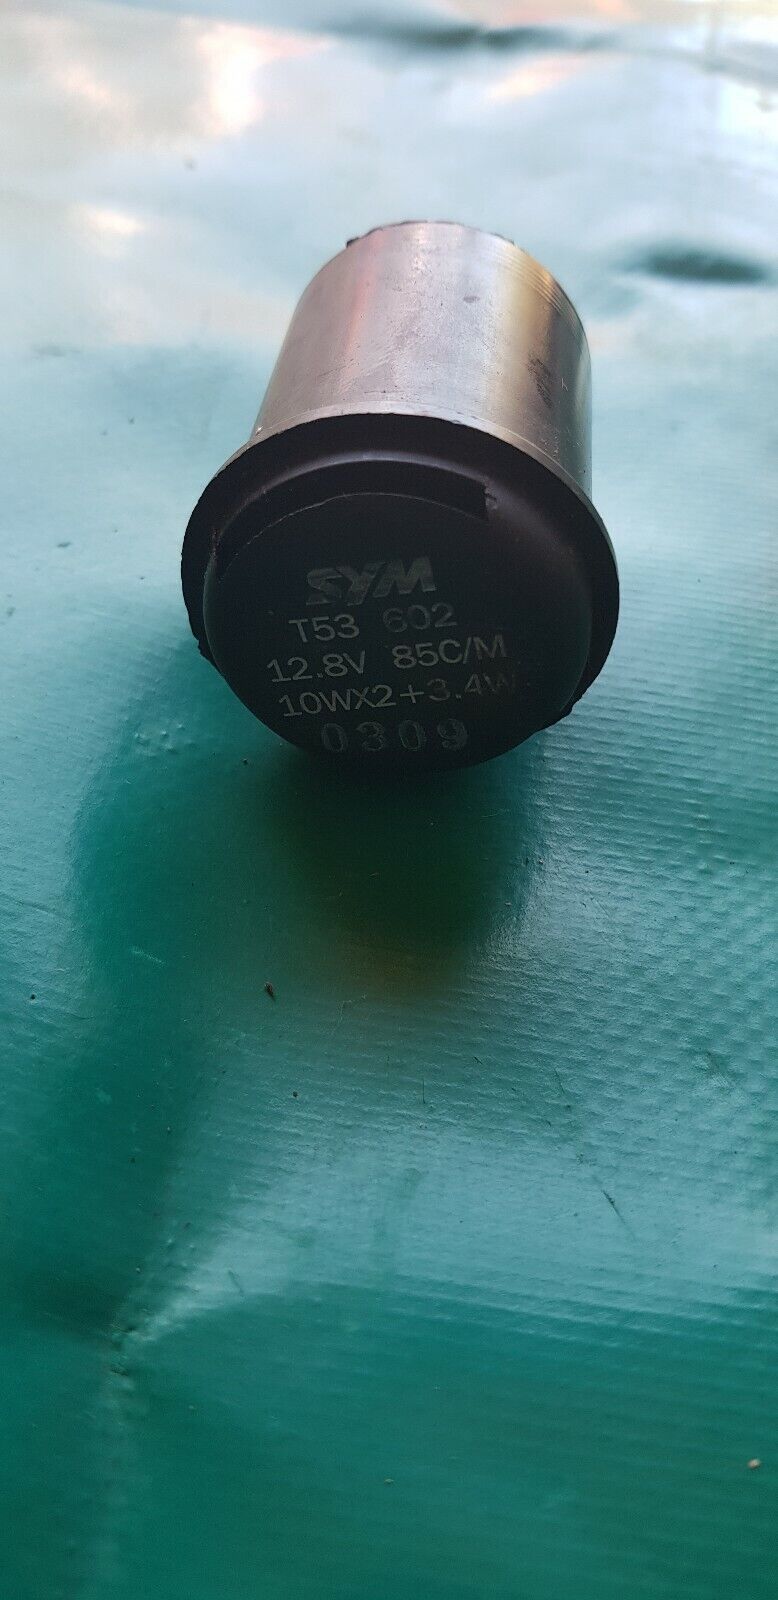 SYM
T53 602
12.8V 85C/M
10WX2+3.4W
0309